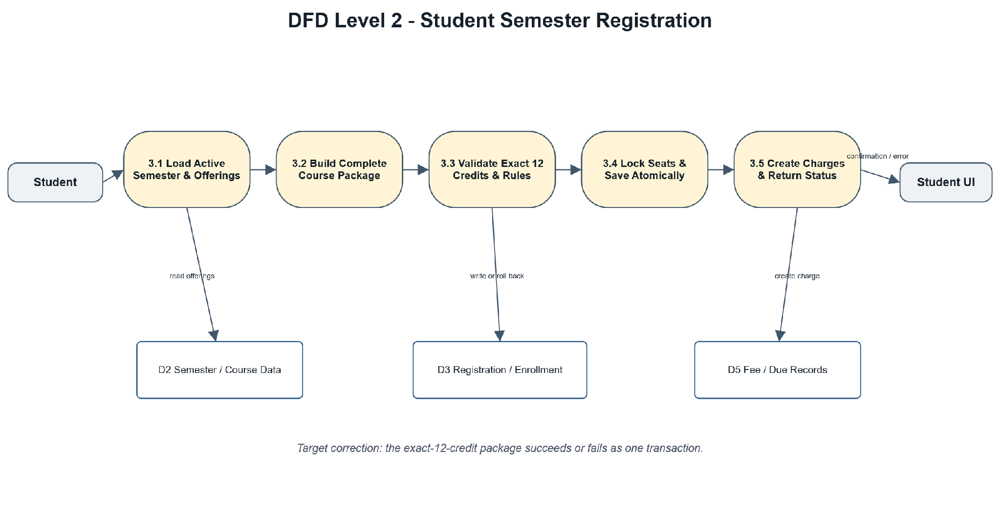 DFD Level 2 - Student Semester Registration
Student
3.1 Load Active
Semester & Offerings
3.2 Build Complete
Course Package
3.3 Validate Exact 12
Credits & Rules
3.4 Lock Seats &
Save Atomically
3.5 Create Charges
& Return Status
confirmation / error
Student UI
read offerings
write or roll back
create charge
D2 Semester / Course Data
D3 Registration / Enrollment
D5 Fee / Due Records
Target correction: the exact-12-credit package succeeds or fails as one transaction.